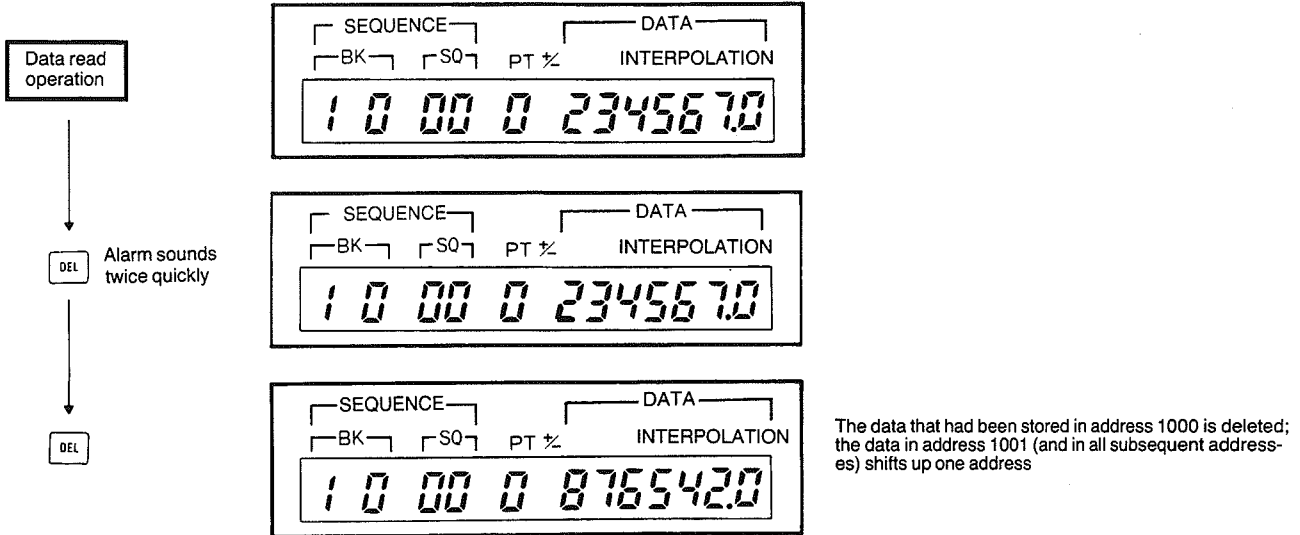 Data read
operation
SEQUENCE
DATA
BK SQ PT +/- INTERPOLATION
1 0 00 0 234567.0
DEL
Alarm sounds
twice quickly
SEQUENCE
DATA
BK SQ PT +/- INTERPOLATION
1 0 00 0 234567.0
DEL
SEQUENCE
DATA
BK SQ PT +/- INTERPOLATION
1 0 00 0 876542.0
The data that had been stored in address 1000 is deleted;
the data in address 1001 (and in all subsequent address-
es) shifts up one address